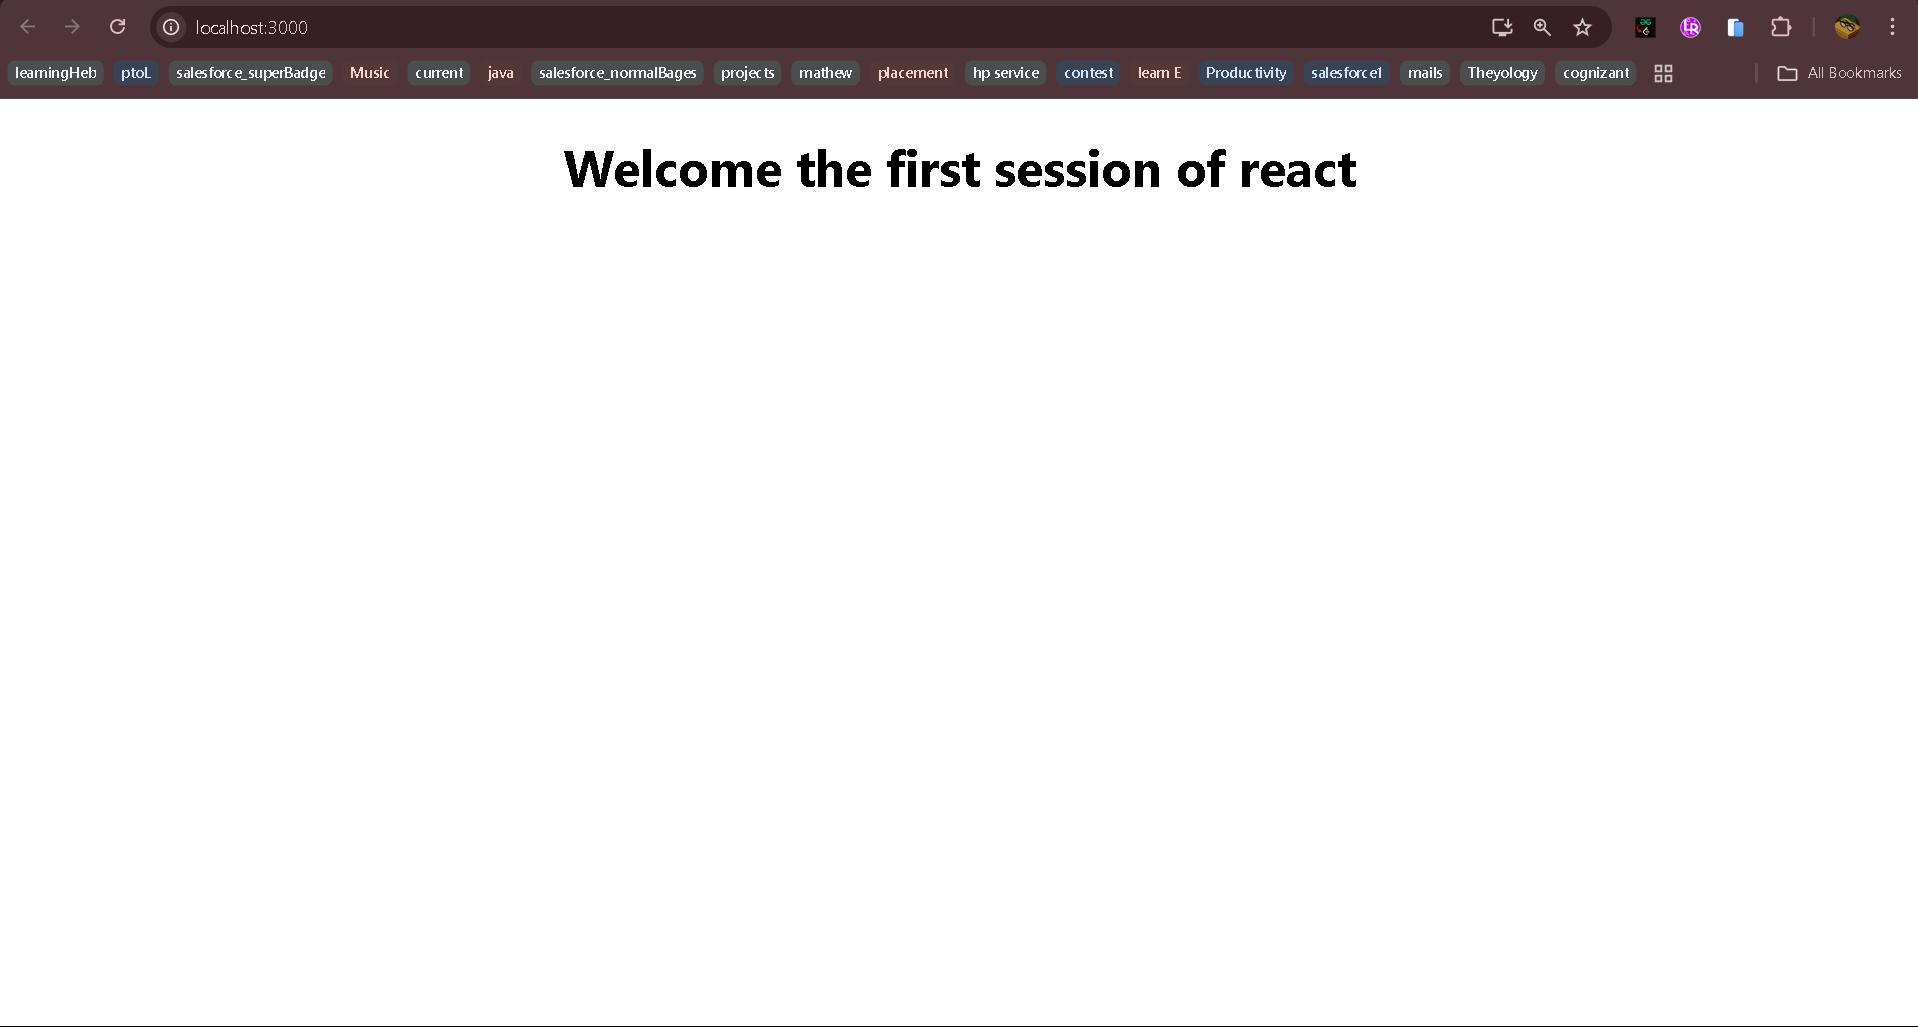 localhost:3000
learningHeb ptoL salesforce_superBadge Music current java salesforce_normalBages projects mathew placement hp service contest learn E Productivity salesforce1 mails Theyology cognizant All Bookmarks
Welcome the first session of react